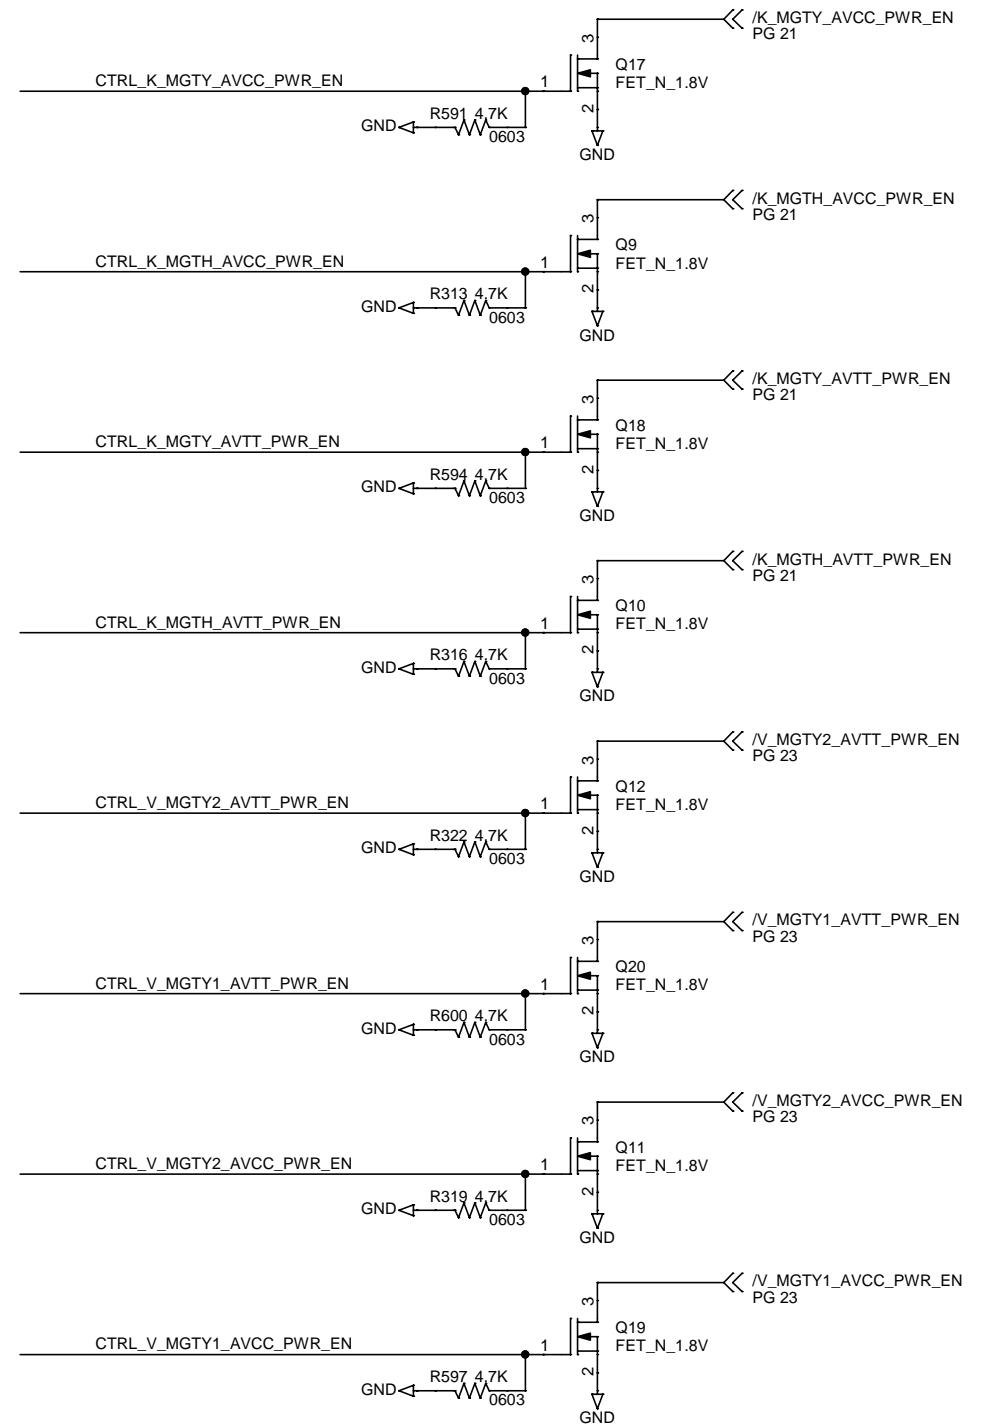 /K_MGTY_AVCC_PWR_EN
PG 21
3
Q17
FET_N_1.8V
CTRL_K_MGTY_AVCC_PWR_EN
1
2
R591 4.7K
GND
0603
GND
/K_MGTH_AVCC_PWR_EN
PG 21
3
Q9
FET_N_1.8V
CTRL_K_MGTH_AVCC_PWR_EN
1
2
R313 4.7K
GND
0603
GND
/K_MGTY_AVTT_PWR_EN
PG 21
3
Q18
FET_N_1.8V
CTRL_K_MGTY_AVTT_PWR_EN
1
2
R594 4.7K
GND
0603
GND
/K_MGTH_AVTT_PWR_EN
PG 21
3
Q10
FET_N_1.8V
CTRL_K_MGTH_AVTT_PWR_EN
1
2
R316 4.7K
GND
0603
GND
/V_MGTY2_AVTT_PWR_EN
PG 23
3
Q12
FET_N_1.8V
CTRL_V_MGTY2_AVTT_PWR_EN
1
2
R322 4.7K
GND
0603
GND
/V_MGTY1_AVTT_PWR_EN
PG 23
3
Q20
FET_N_1.8V
CTRL_V_MGTY1_AVTT_PWR_EN
1
2
R600 4.7K
GND
0603
GND
/V_MGTY2_AVCC_PWR_EN
PG 23
3
Q11
FET_N_1.8V
CTRL_V_MGTY2_AVCC_PWR_EN
1
2
R319 4.7K
GND
0603
GND
/V_MGTY1_AVCC_PWR_EN
PG 23
3
Q19
FET_N_1.8V
CTRL_V_MGTY1_AVCC_PWR_EN
1
2
R597 4.7K
GND
0603
GND